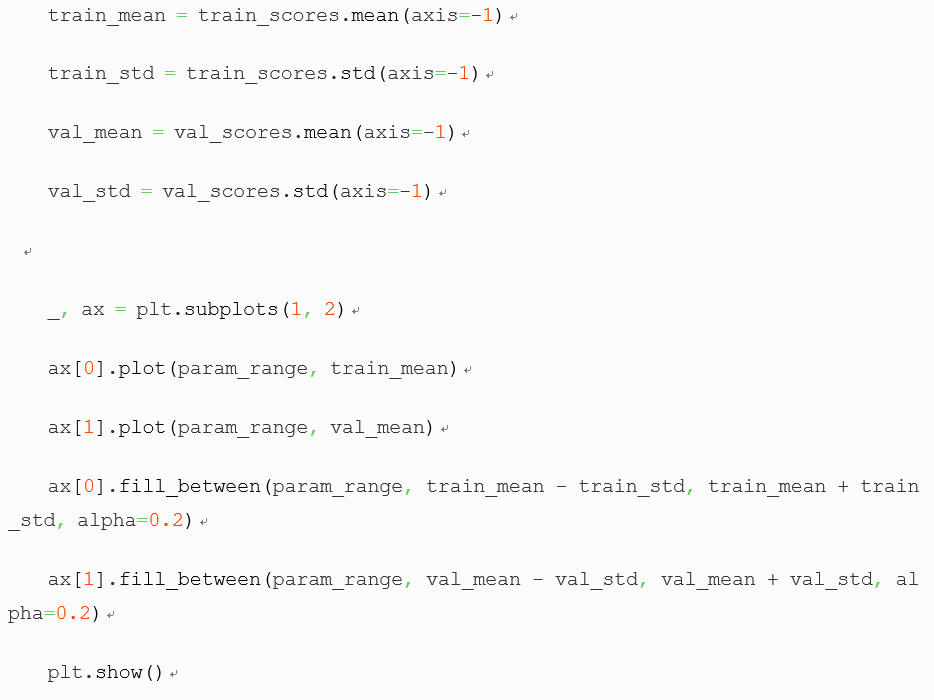 train_mean = train_scores.mean(axis=-1)
train_std = train_scores.std(axis=-1)
val_mean = val_scores.mean(axis=-1)
val_std = val_scores.std(axis=-1)
_, ax = plt.subplots(1, 2)
ax[0].plot(param_range, train_mean)
ax[1].plot(param_range, val_mean)
ax[0].fill_between(param_range, train_mean - train_std, train_mean + train
_std, alpha=0.2)
ax[1].fill_between(param_range, val_mean - val_std, val_mean + val_std, al
pha=0.2)
plt.show()